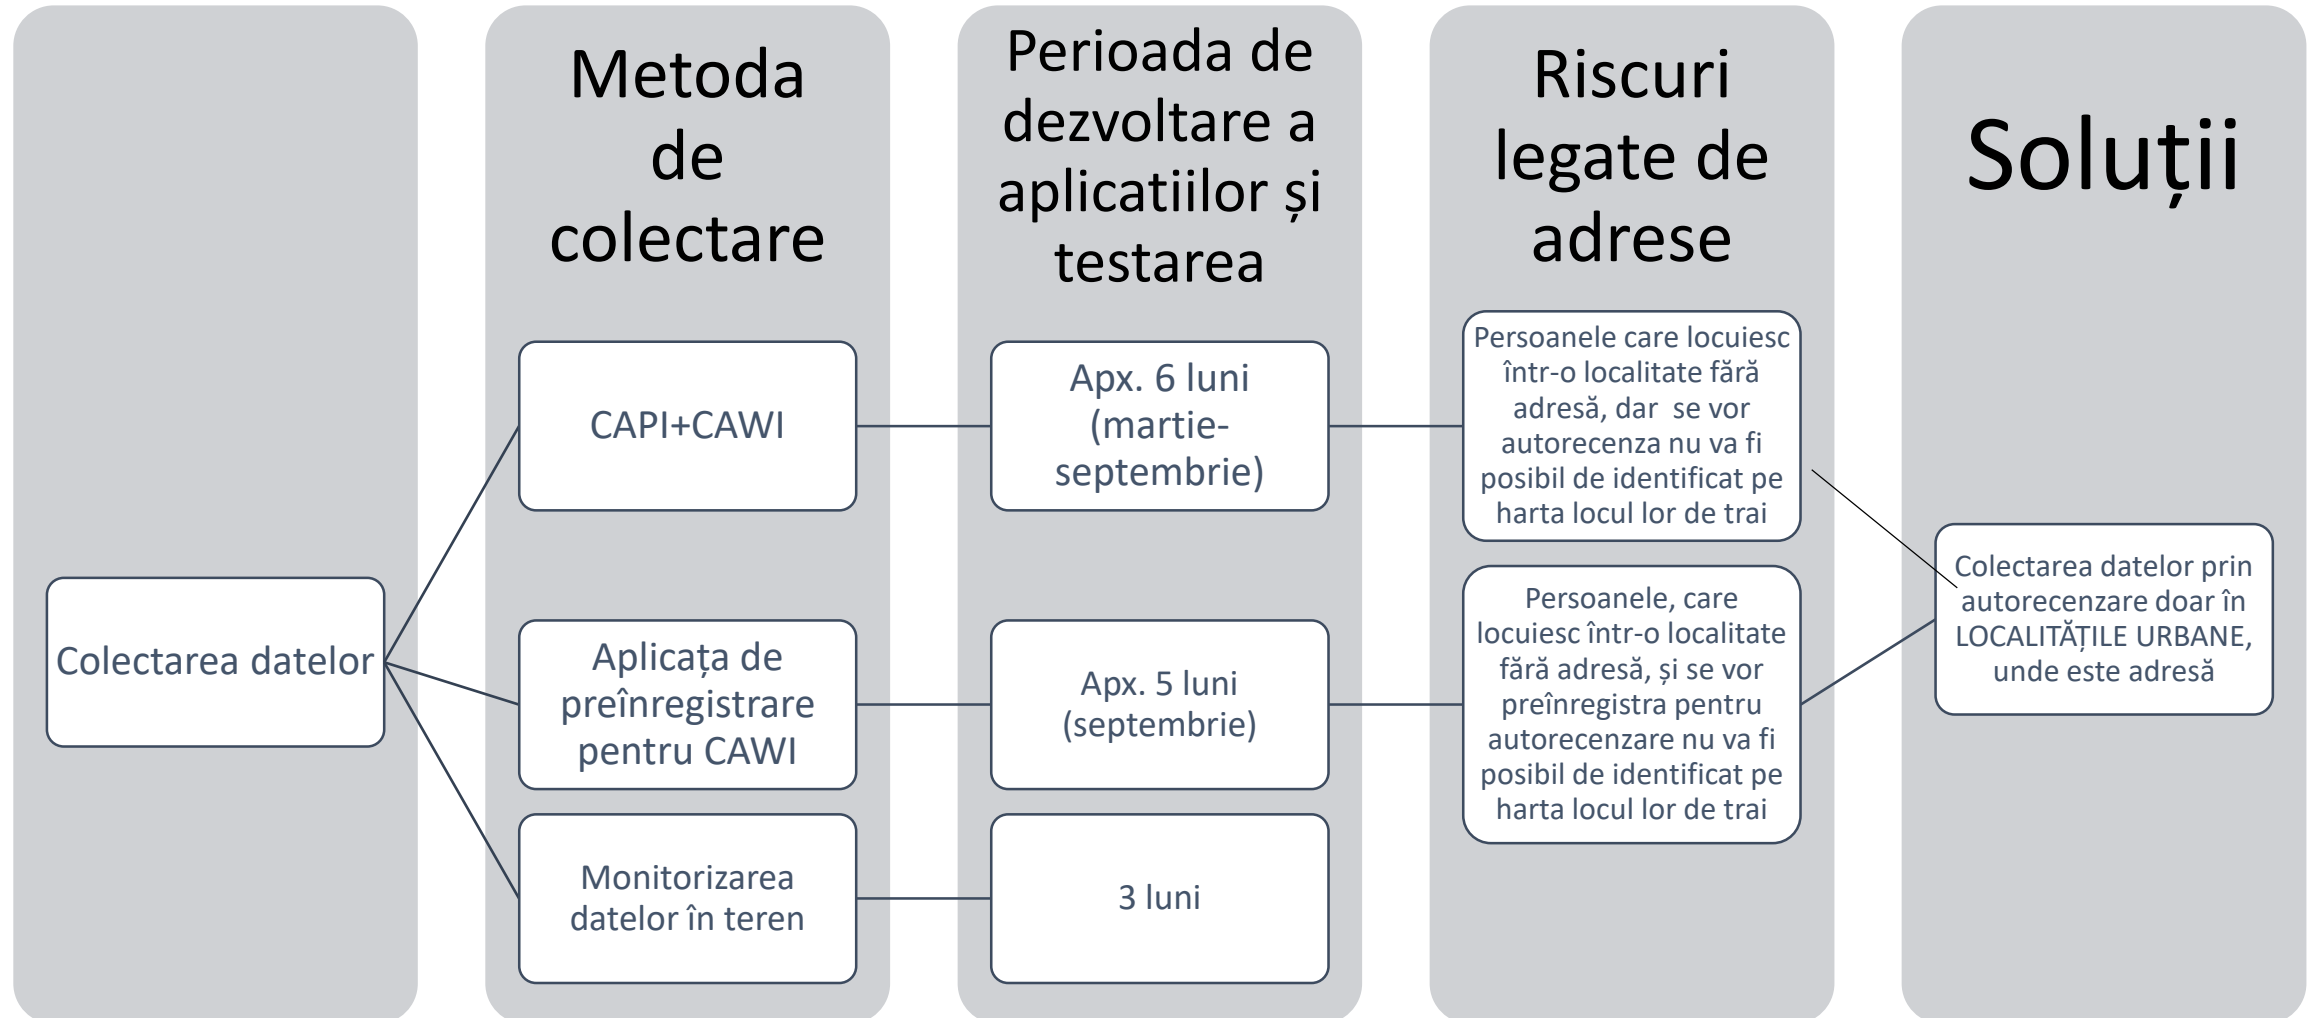 Metoda
de
colectare
Perioada de
dezvoltare a
aplicatiilor și
testarea
Riscuri
legate de
adrese
Soluții
Colectarea datelor
CAPI+CAWI
Apx. 6 luni
(martie-
septembrie)
Persoanele care locuiesc
într-o localitate fără
adresă, dar  se vor
autorecenza nu va fi
posibil de identificat pe
harta locul lor de trai
Aplicața de
preînregistrare
pentru CAWI
Apx. 5 luni
(septembrie)
Persoanele, care
locuiesc într-o localitate
fără adresă, și se vor
preînregistra pentru
autorecenzare nu va fi
posibil de identificat pe
harta locul lor de trai
Colectarea datelor prin
autorecenzare doar în
LOCALITĂȚILE URBANE,
unde este adresă
Monitorizarea
datelor în teren
3 luni